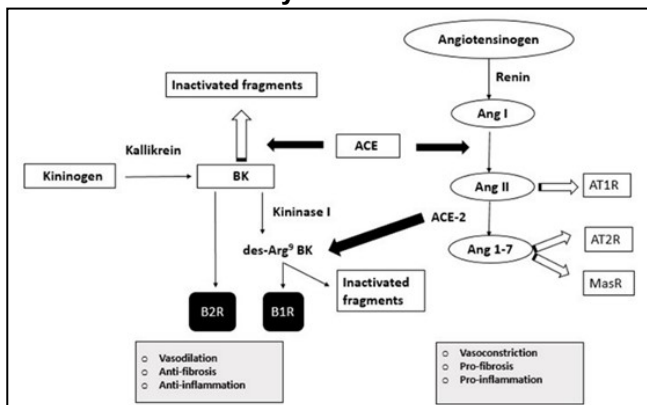 Angiotensinogen
Renin
Inactivated fragments
Ang I
Kallikrein
ACE
Kininogen
BK
Ang II
AT1R
Kininase I
ACE-2
des-Arg⁹ BK
Ang 1-7
AT2R
Inactivated
fragments
MasR
B2R
B1R
o Vasodilation
o Anti-fibrosis
o Anti-inflammation
o Vasoconstriction
o Pro-fibrosis
o Pro-inflammation